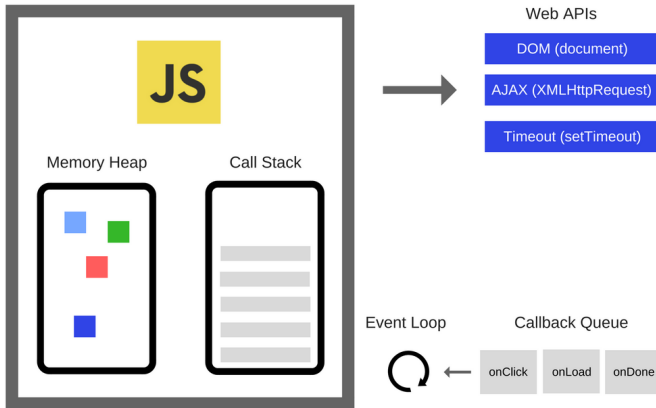 JS
Memory Heap
Call Stack
Web APIs
DOM (document)
AJAX (XMLHttpRequest)
Timeout (setTimeout)
Event Loop
Callback Queue
onClick onLoad onDone